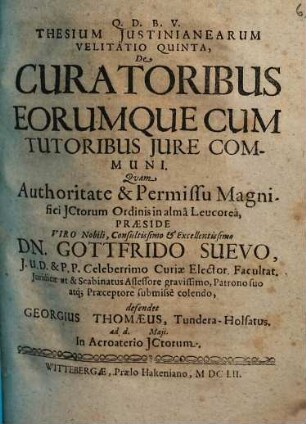 6
Q. D. B. V.
THESIUM JUSTINIANEARUM
VELITATIO QUINTA,
De
CURATORIBUS
EORUMQUE CUM
TUTORIBUS JURE COM-
MUNI.
Quam
Authoritate & Permissu Magni-
fici JCtorum Ordinis in almâ Leucoreâ,
PRÆSIDE
VIRO Nobili, Consultissimo & Excellentissimo
DN. GOTTFRIDO SUEVO,
J. U. D. & P. P. Celeberrimo Curiæ Elector. Facultat.
Juridicæ ut & Scabinatus Assessore gravissimo, Patrono suo
atq; Præceptore submissè colendo,
defendet
GEORGIUS THOMÆUS, Tundera-Holsatus,
ad d. Maji.
In Acroaterio JCtorum.
WITTEBERGÆ, Prælo Hakeniano, M DC LII.